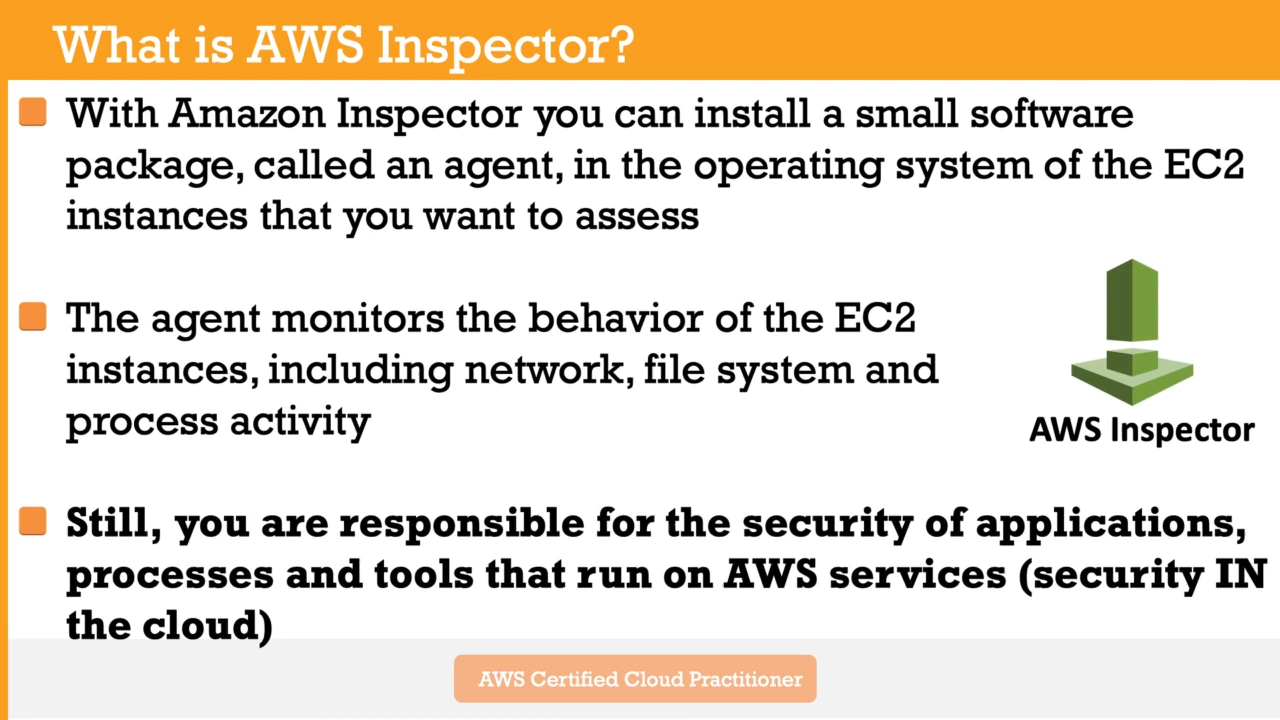 What is AWS Inspector?
With Amazon Inspector you can install a small software
package, called an agent, in the operating system of the EC2
instances that you want to assess
The agent monitors the behavior of the EC2
instances, including network, file system and
process activity
AWS Inspector
Still, you are responsible for the security of applications,
processes and tools that run on AWS services (security IN
the cloud)
AWS Certified Cloud Practitioner